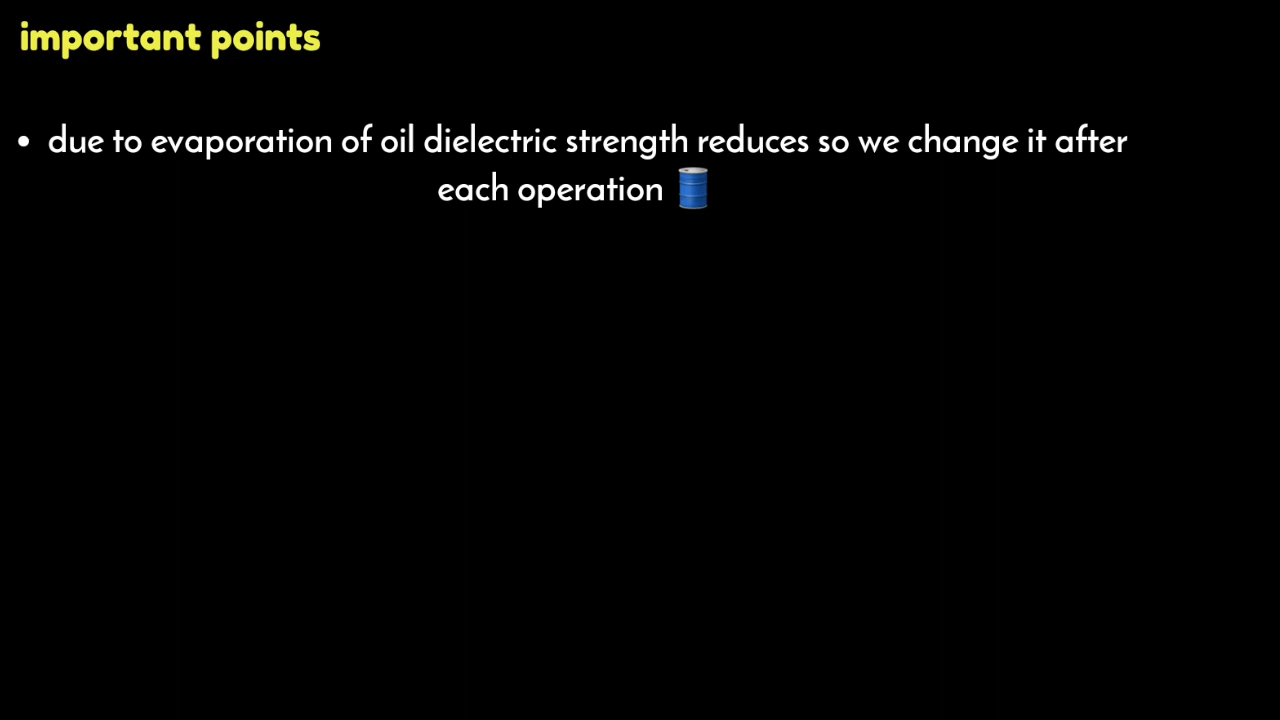 important points
• due to evaporation of oil dielectric strength reduces so we change it after
each operation 🛢️